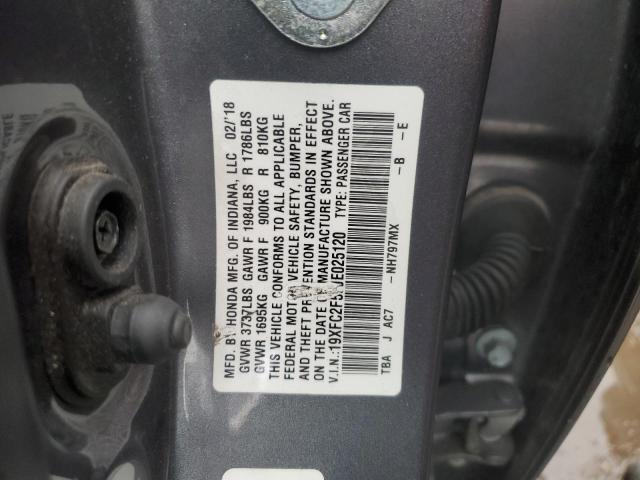 MFD. BY HONDA MFG. OF INDIANA, LLC 02/'18
GVWR 3737LBS GAWR F 1984LBS R 1786LBS
GVWR 1695KG GAWR F 900KG R 810KG
THIS VEHICLE CONFORMS TO ALL APPLICABLE
FEDERAL MOTOR VEHICLE SAFETY, BUMPER,
AND THEFT PREVENTION STANDARDS IN EFFECT
ON THE DATE OF MANUFACTURE SHOWN ABOVE.
V.I.N.: TYPE: PASSENGER CAR
TBA J AC7 -NH797MX -B -E